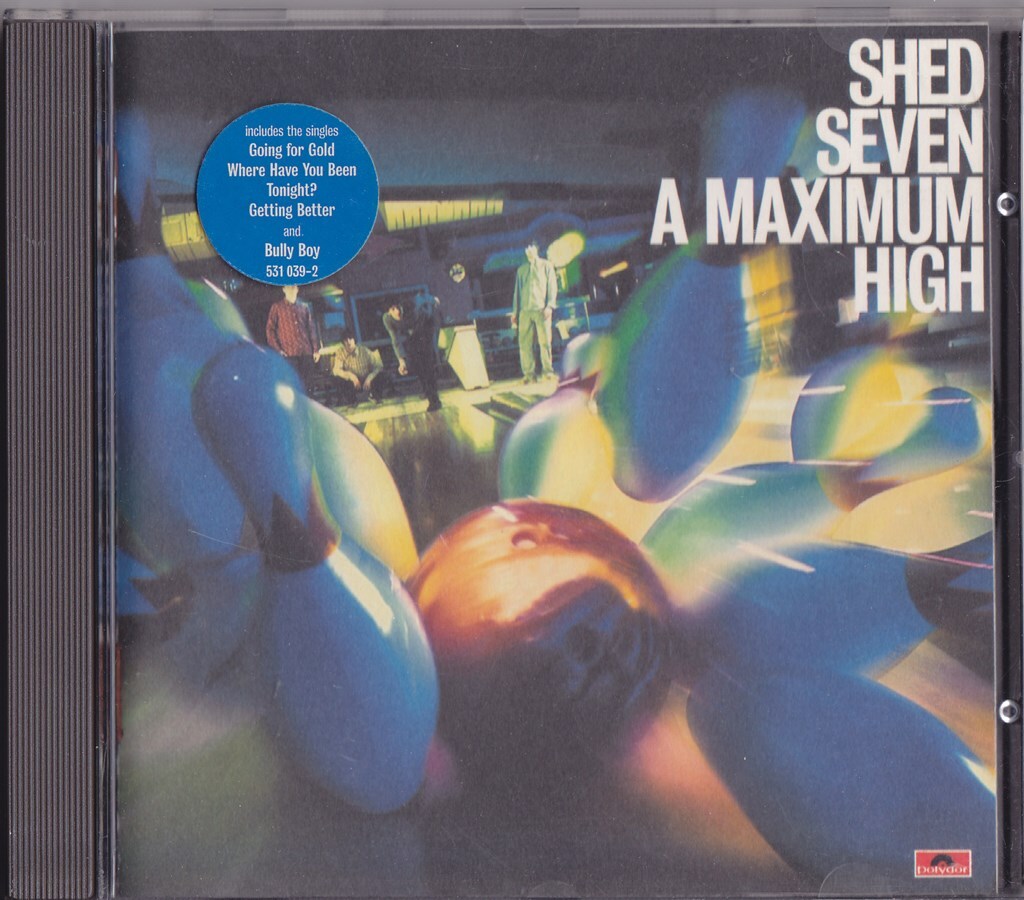 SHED
SEVEN
A MAXIMUM
HIGH
includes the singles
Going for Gold
Where Have You Been
Tonight?
Getting Better
and
Bully Boy
531 039-2
polydor